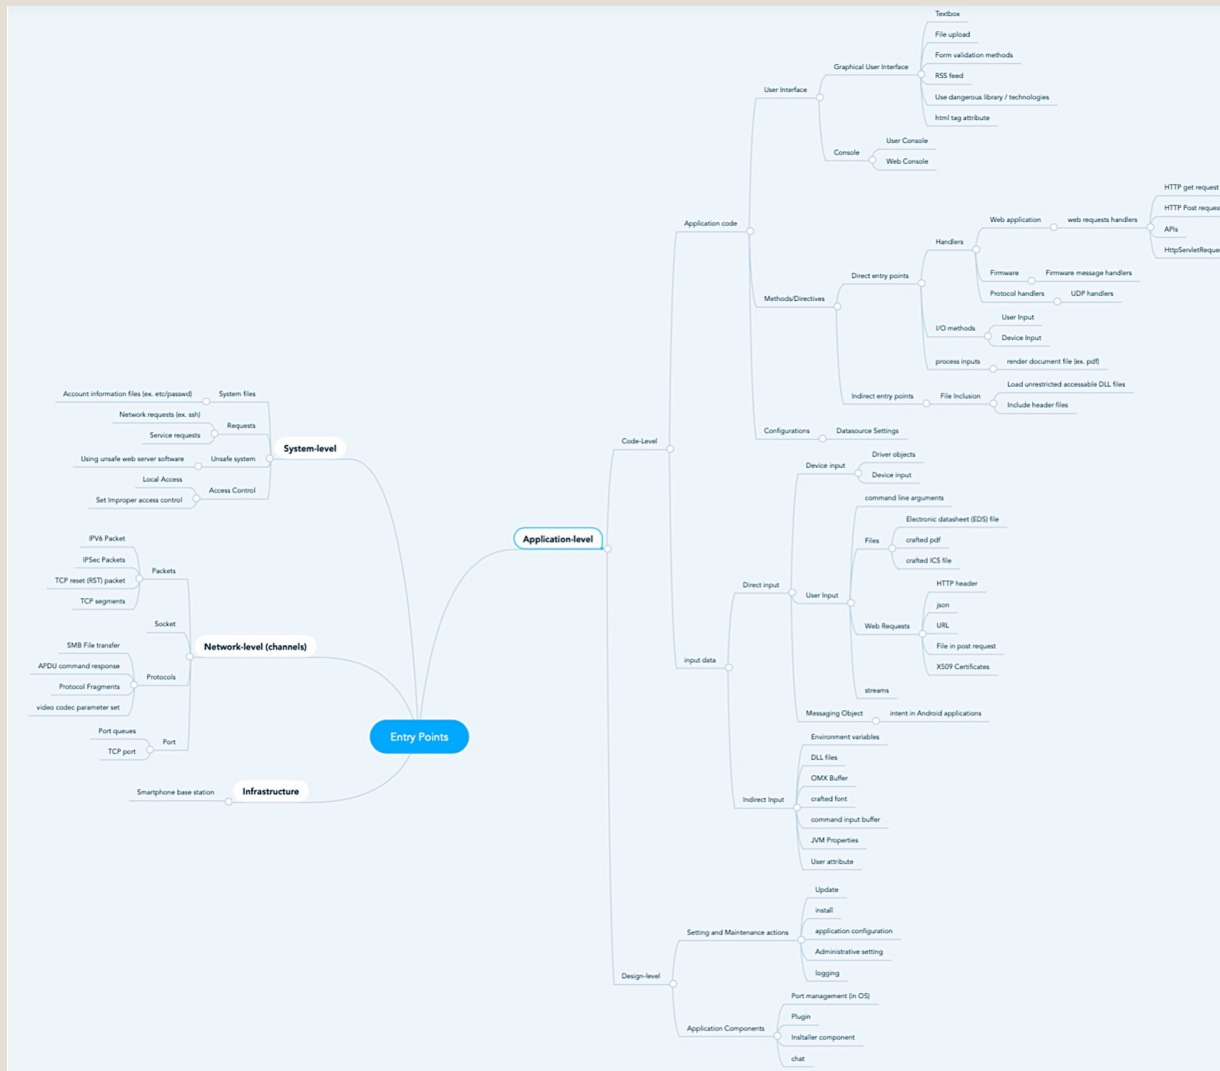 Entry Points
System-level
System files
Account information files (ex. etc/passwd)
Requests
Network requests (ex. ssh)
Service requests
Unsafe system
Using unsafe web server software
Access Control
Local Access
Set Improper access control
Network-level (channels)
Packets
IPV6 Packet
IPSec Packets
TCP reset (RST) packet
TCP segments
Socket
Protocols
SMB File transfer
APDU command response
Protocol Fragments
video codec parameter set
Port
Port queues
TCP port
Infrastructure
Smartphone base station
Application-level
Code-Level
Application code
User Interface
Graphical User Interface
Textbox
File upload
Form validation methods
RSS feed
Use dangerous library / technologies
html tag attribute
Console
User Console
Web Console
Methods/Directives
Direct entry points
Handlers
Web application
web requests handlers
HTTP get request
HTTP Post reques
APIs
HttpServletReque
Firmware
Firmware message handlers
Protocol handlers
UDP handlers
I/O methods
User Input
Device Input
process inputs
render document file (ex. pdf)
Indirect entry points
File Inclusion
Load unrestricted accessable DLL files
Include header files
Configurations
Datasource Settings
input data
Direct input
Device input
Driver objects
Device input
User Input
command line arguments
Files
Electronic datasheet (EDS) file
crafted pdf
crafted ICS file
Web Requests
HTTP header
json
URL
File in post request
X509 Certificates
streams
Messaging Object
intent in Android applications
Indirect Input
Environment variables
DLL files
OMX Buffer
crafted font
command input buffer
JVM Properties
User attribute
Design-level
Setting and Maintenance actions
Update
install
application configuration
Administrative setting
logging
Application Components
Port management (in OS)
Plugin
Insltaller component
chat